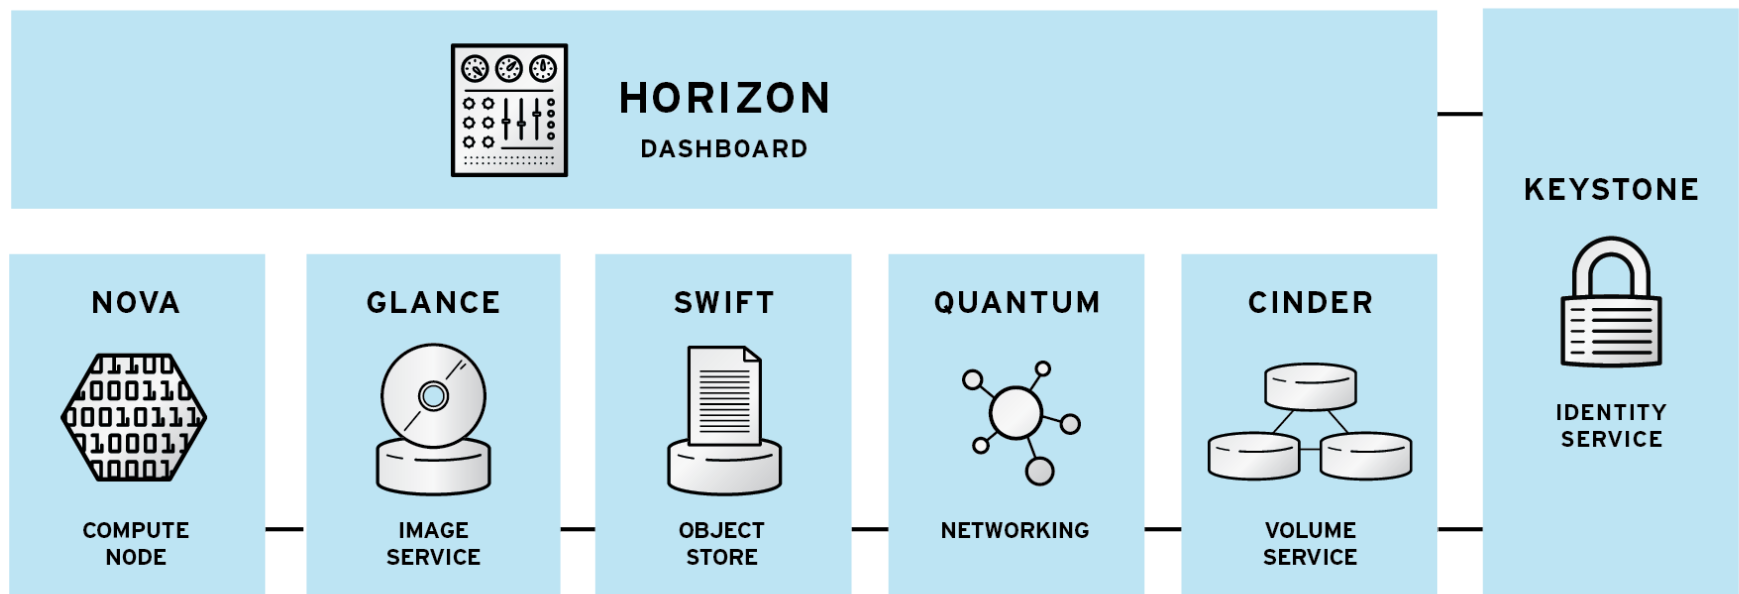 HORIZON
DASHBOARD
KEYSTONE
IDENTITY
SERVICE
NOVA
COMPUTE
NODE
GLANCE
IMAGE
SERVICE
SWIFT
OBJECT
STORE
QUANTUM
NETWORKING
CINDER
VOLUME
SERVICE